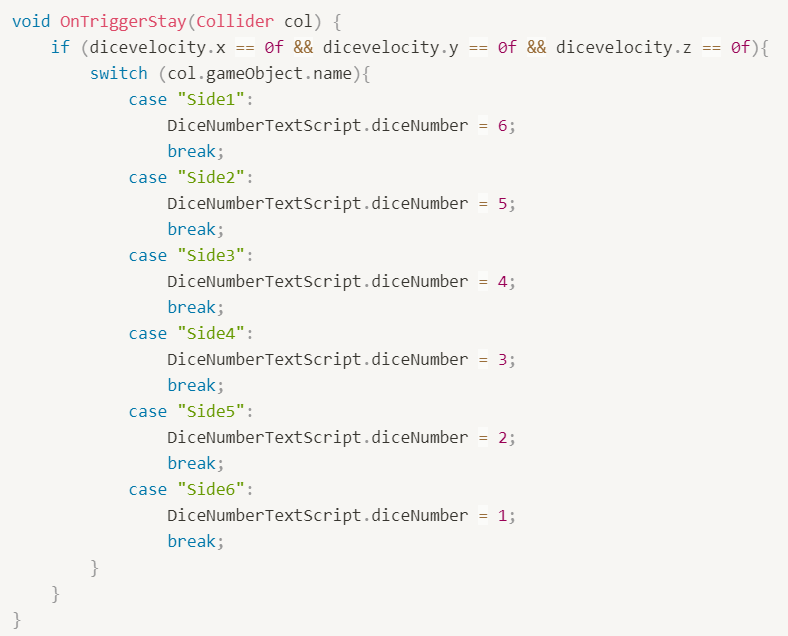 void OnTriggerStay(Collider col) {
    if (dicevelocity.x == 0f && dicevelocity.y == 0f && dicevelocity.z == 0f){
        switch (col.gameObject.name){
            case "Side1":
                DiceNumberTextScript.diceNumber = 6;
                break;
            case "Side2":
                DiceNumberTextScript.diceNumber = 5;
                break;
            case "Side3":
                DiceNumberTextScript.diceNumber = 4;
                break;
            case "Side4":
                DiceNumberTextScript.diceNumber = 3;
                break;
            case "Side5":
                DiceNumberTextScript.diceNumber = 2;
                break;
            case "Side6":
                DiceNumberTextScript.diceNumber = 1;
                break;
        }
    }
}